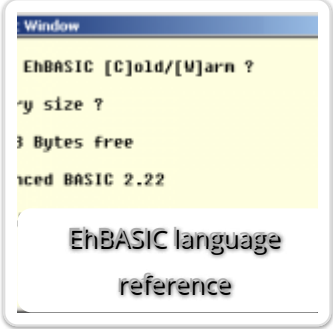 Window
EhBASIC [C]old/[W]arm ?
ry size ?
3 Bytes free
nced BASIC 2.22
EhBASIC language
reference